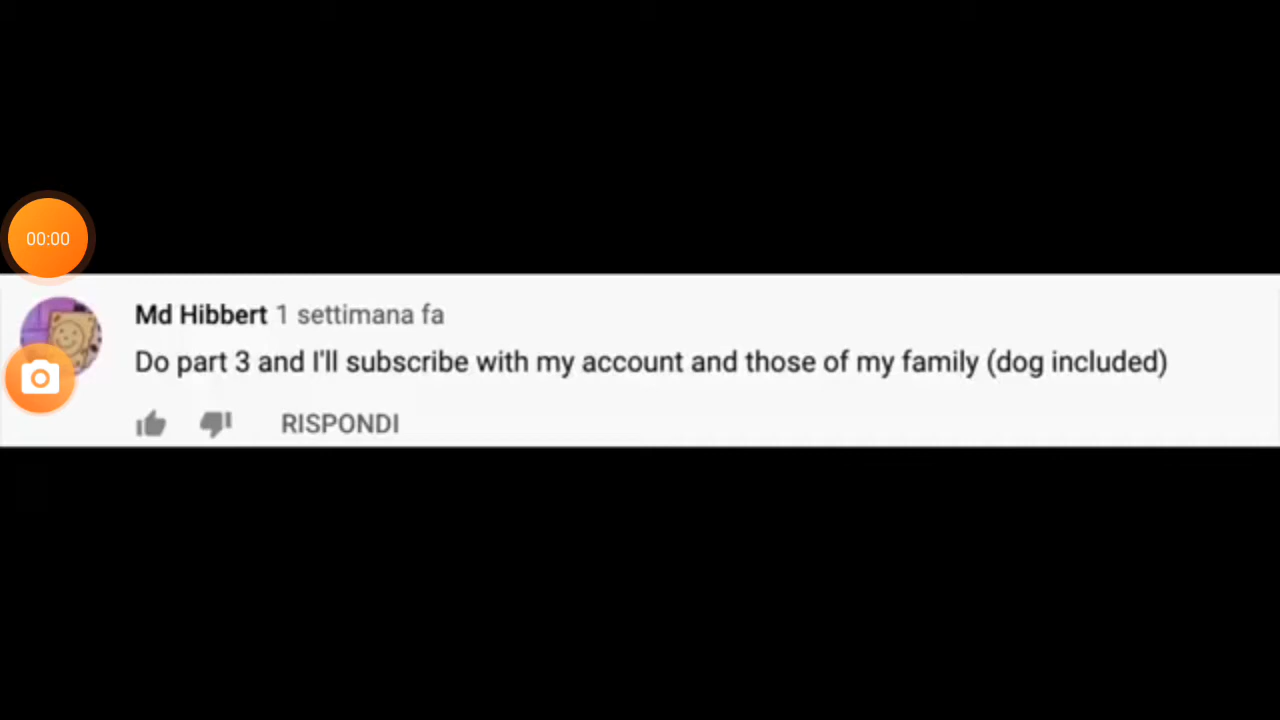 00:00
Md Hibbert 1 settimana fa
Do part 3 and I'll subscribe with my account and those of my family (dog included)
RISPONDI